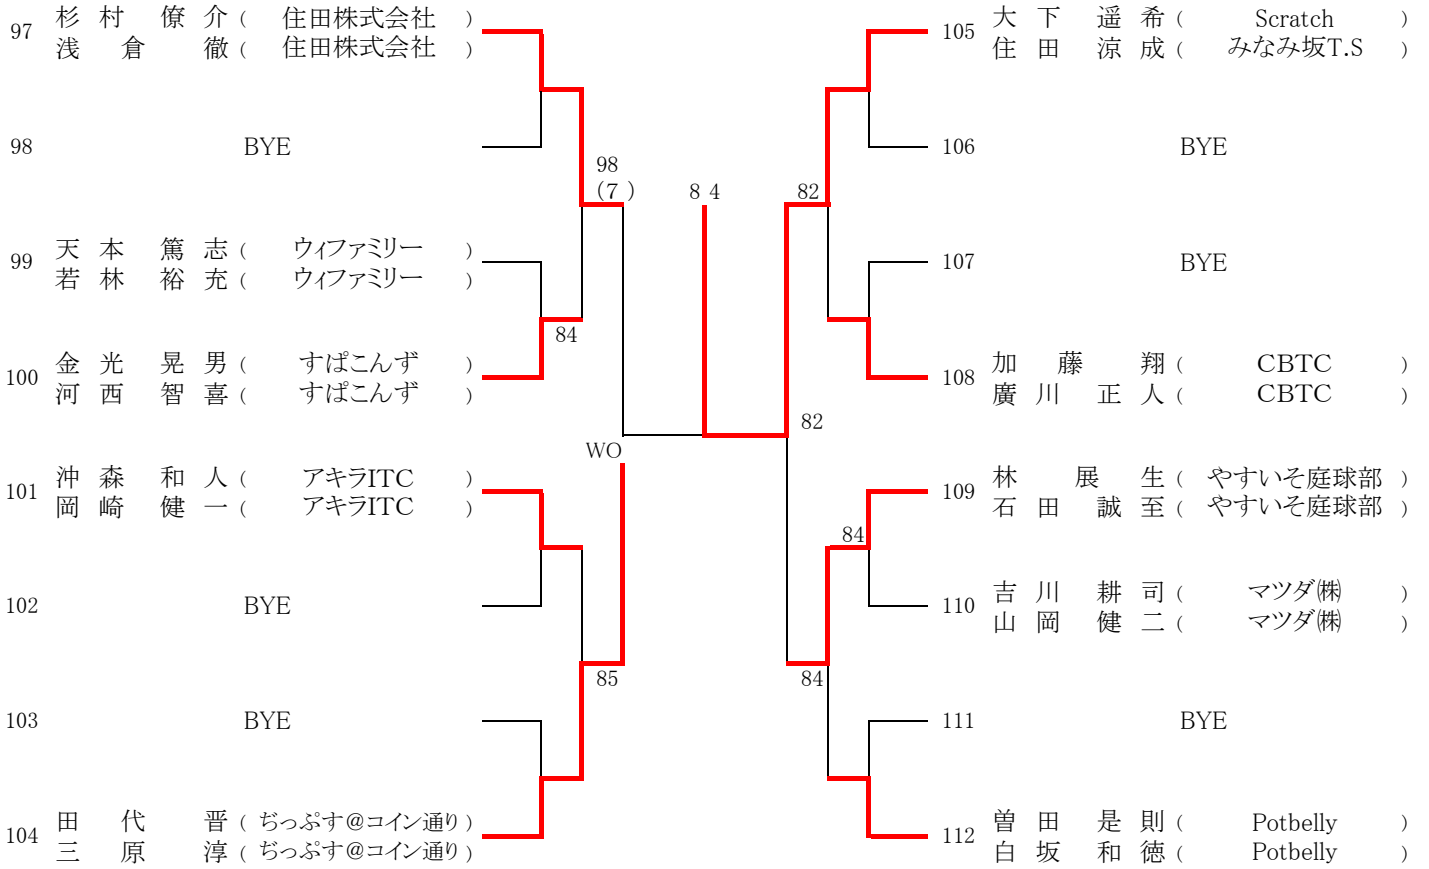 97 杉村 僚介 ( 住田株式会社 )
浅倉 徹 ( 住田株式会社 )
98 BYE
98
(7)
99 天本 篤志 ( ウィファミリー )
若林 裕充 ( ウィファミリー )
84
100 金光 晃男 ( すぱこんず )
河西 智喜 ( すぱこんず )
WO
101 沖森 和人 ( アキラITC )
岡崎 健一 ( アキラITC )
102 BYE
85
103 BYE
104 田代 晋 ( ぢっぷす@コイン通り )
三原 淳 ( ぢっぷす@コイン通り )
8 4
105 大下 遥希 ( Scratch )
住田 涼成 ( みなみ坂T.S )
106 BYE
82
107 BYE
108 加藤 翔 ( CBTC )
廣川 正人 ( CBTC )
82
109 林 展生 ( やすいそ庭球部 )
石田 誠至 ( やすいそ庭球部 )
84
110 吉川 耕司 ( マツダ㈱ )
山岡 健二 ( マツダ㈱ )
84
111 BYE
112 曽田 是則 ( Potbelly )
白坂 和徳 ( Potbelly )